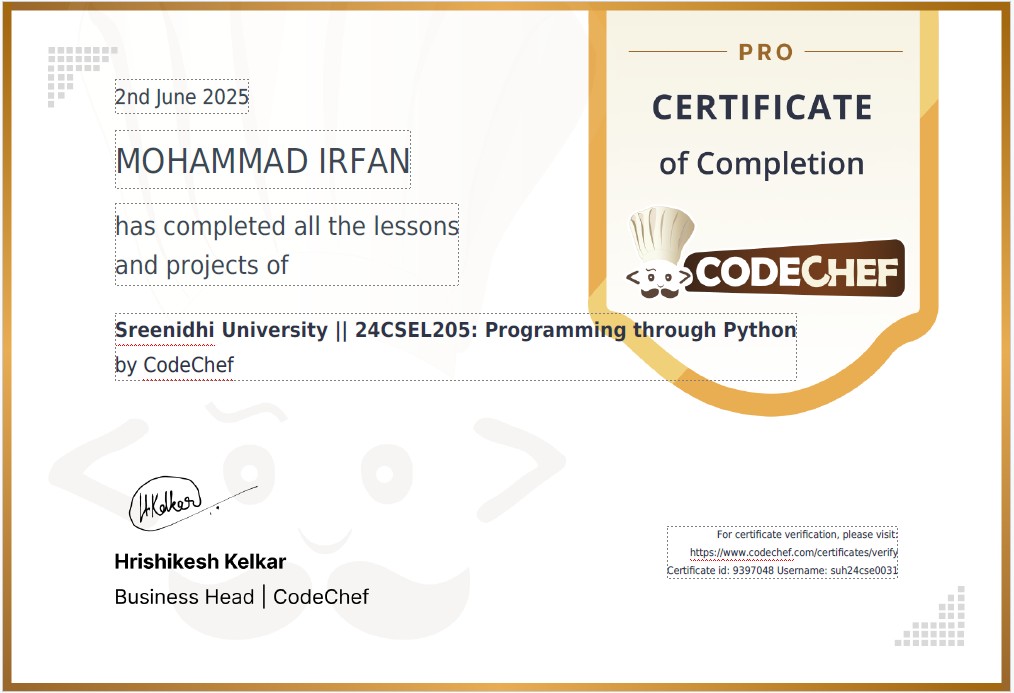 PRO
CERTIFICATE
of Completion
CODECHEF
2nd June 2025
MOHAMMAD IRFAN
has completed all the lessons
and projects of
Sreenidhi University || 24CSEL205: Programming through Python
by CodeChef
H.Kelkar
Hrishikesh Kelkar
Business Head | CodeChef
For certificate verification, please visit:
https://www.codechef.com/certificates/verify
Certificate id: 9397048 Username: suh24cse0031